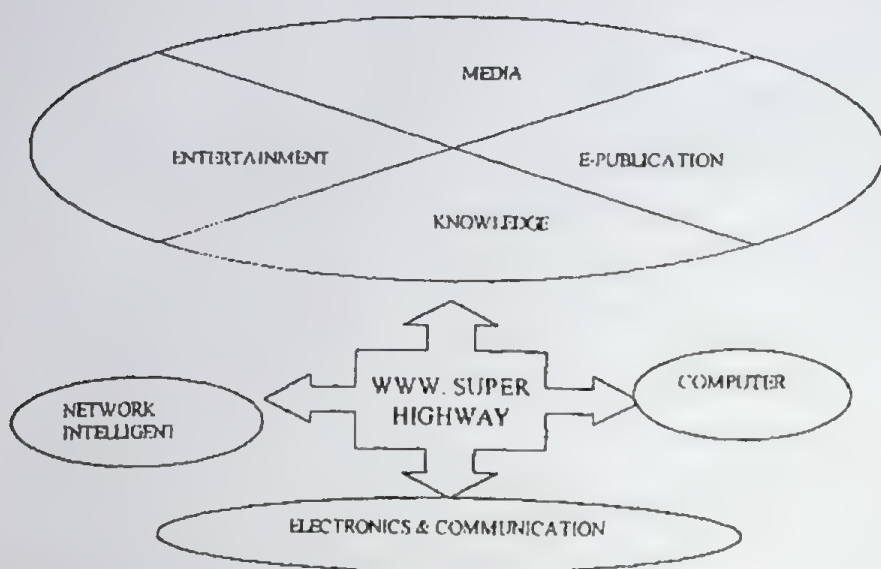 MEDIA
ENTERTAINMENT
E-PUBLICATION
KNOWLEDGE
WWW. SUPER
HIGHWAY
COMPUTER
NETWORK
INTELLIGENT
ELECTRONICS & COMMUNICATION